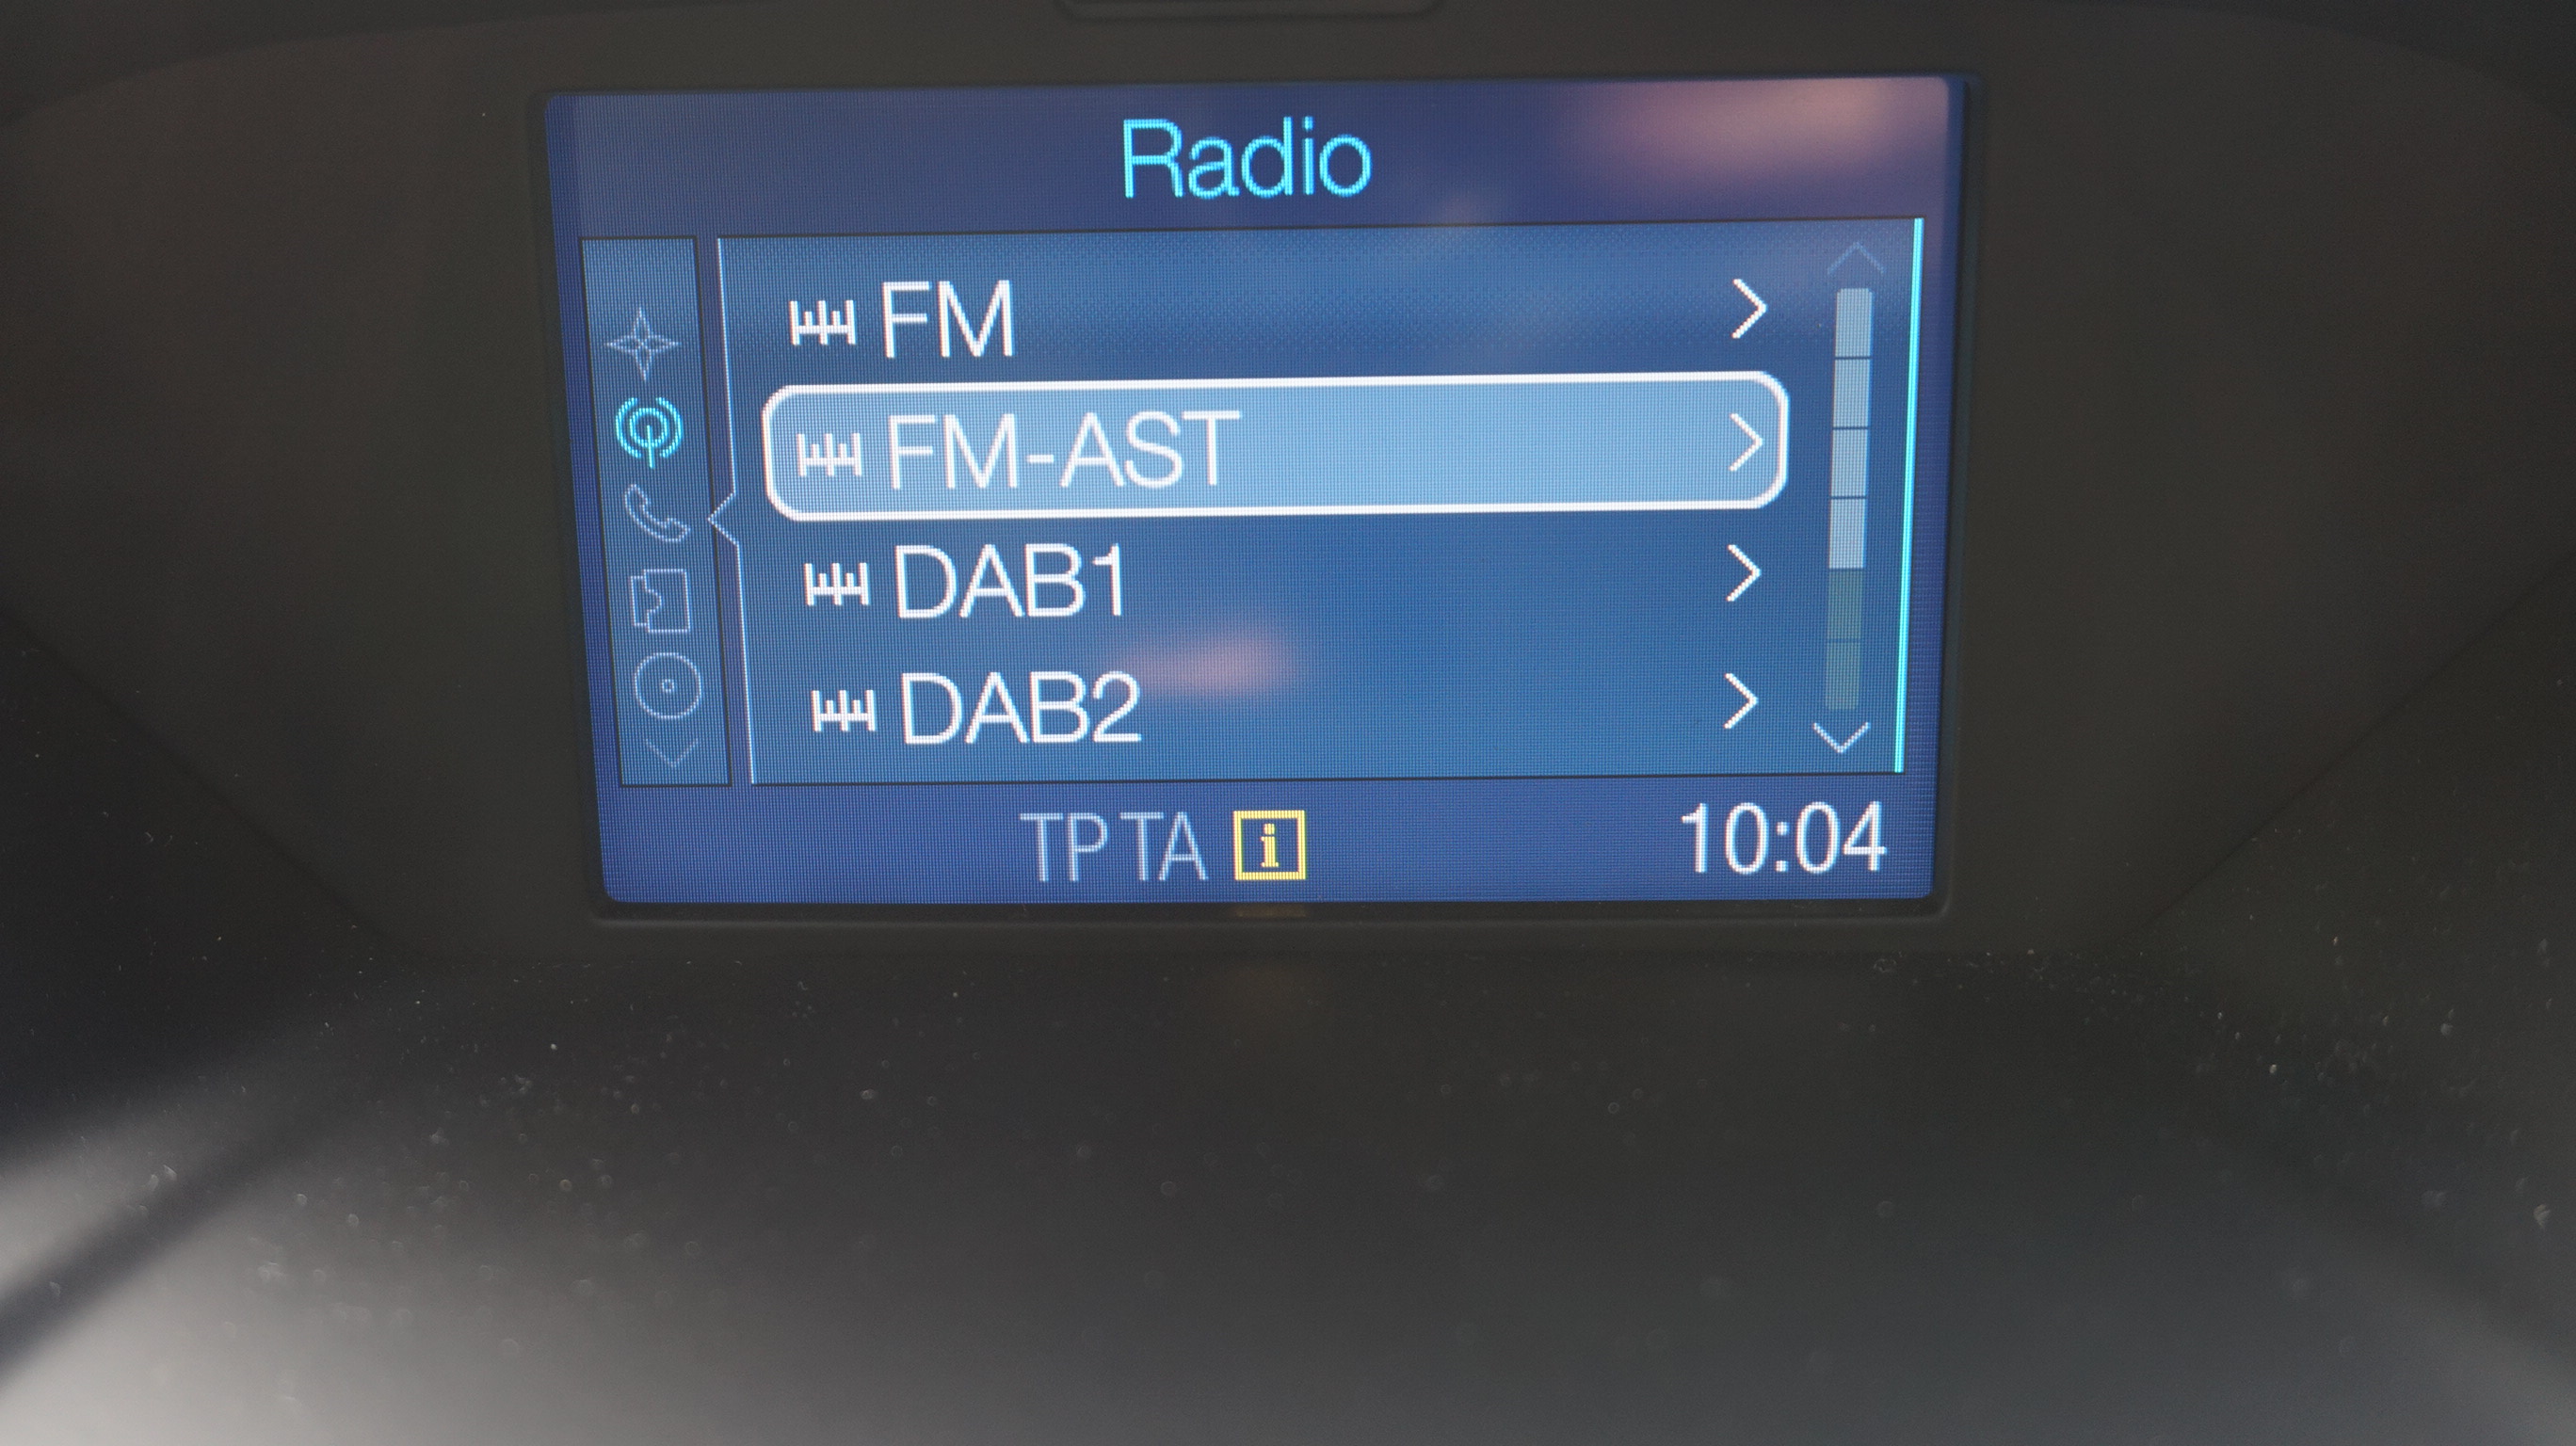 Radio
FM
FM-AST
DAB1
DAB2
TP TA i 10:04